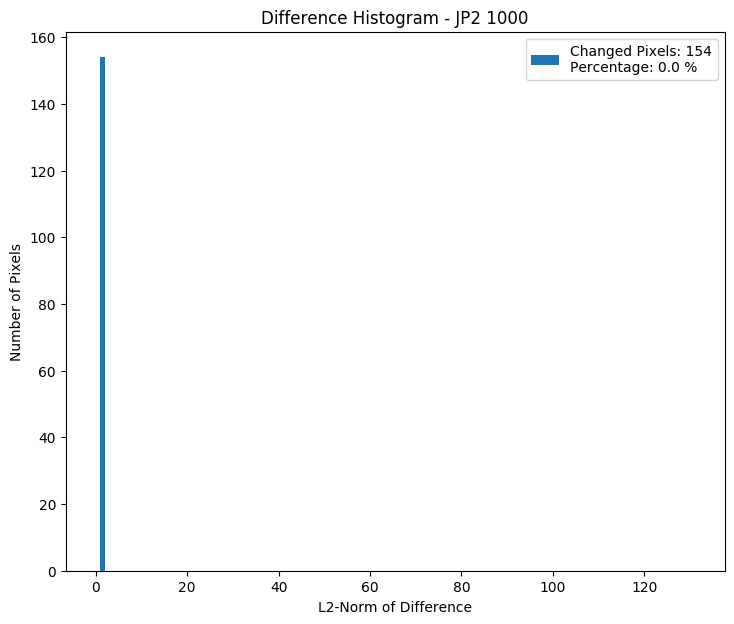 Difference Histogram - JP2 1000
160
140
120
100
80
60
40
20
0
Number of Pixels
Changed Pixels: 154
Percentage: 0.0 %
0 20 40 60 80 100 120
L2-Norm of Difference